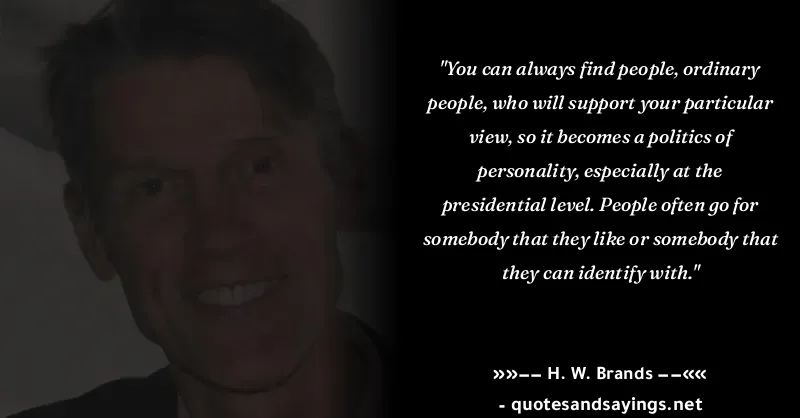 "You can always find people, ordinary
people, who will support your particular
view, so it becomes a politics of
personality, especially at the
presidential level. People often go for
somebody that they like or somebody that
they can identify with."
»»—— H. W. Brands ——««
- quotesandsayings.net